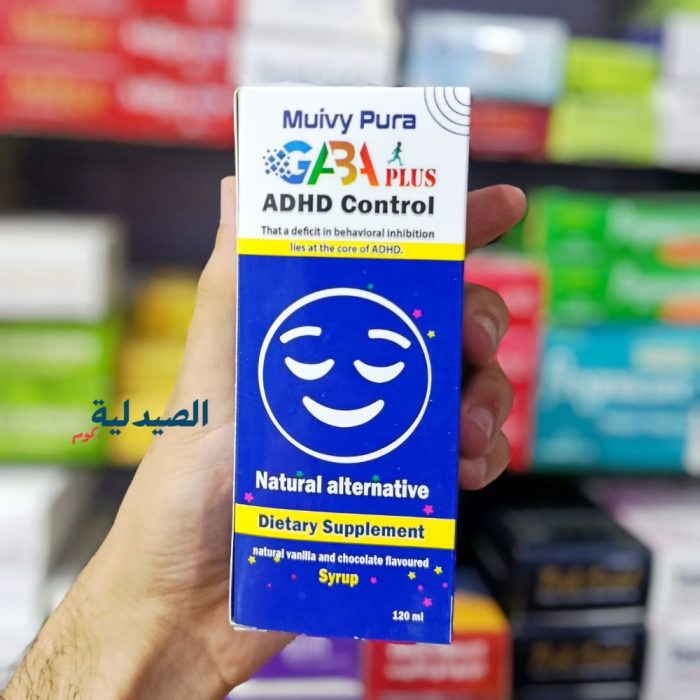 Muivy Pura
GABA PLUS
ADHD Control
That a deficit in behavioral inhibition
lies at the core of ADHD.
الصيدلية
كوم
Natural alternative
Dietary Supplement
natural vanilla and chocolate flavoured
Syrup
120 ml